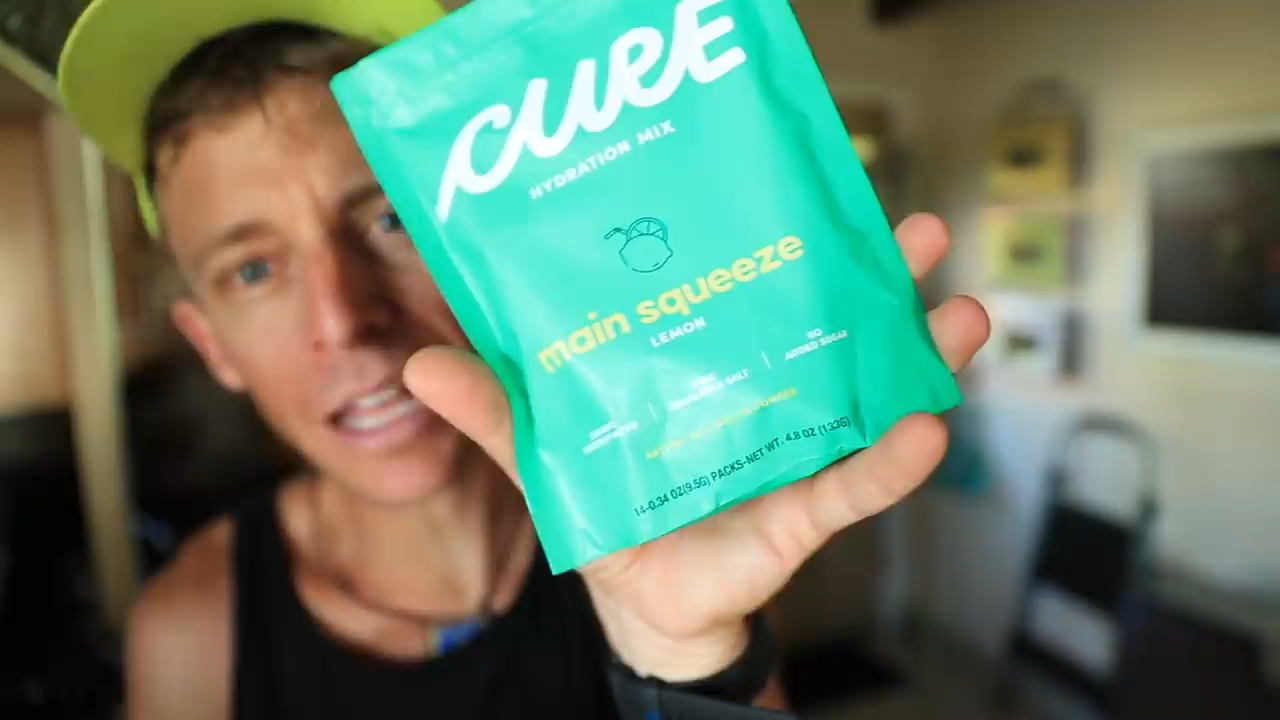 CURE
HYDRATION MIX
main squeeze
LEMON
NO
ADDED SUGAR
14-0.34 OZ(9.5G) PACKS-NET WT. 4.8 OZ (133G)